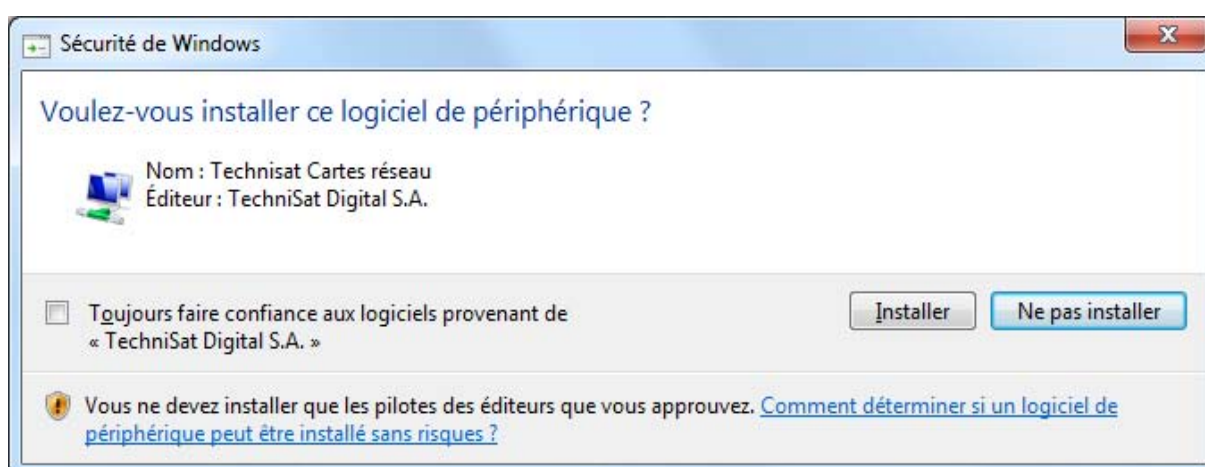 Sécurité de Windows
Voulez-vous installer ce logiciel de périphérique ?
Nom : Technisat Cartes réseau
Éditeur : TechniSat Digital S.A.
Toujours faire confiance aux logiciels provenant de
« TechniSat Digital S.A. »
Installer
Ne pas installer
Vous ne devez installer que les pilotes des éditeurs que vous approuvez. Comment déterminer si un logiciel de
périphérique peut être installé sans risques ?